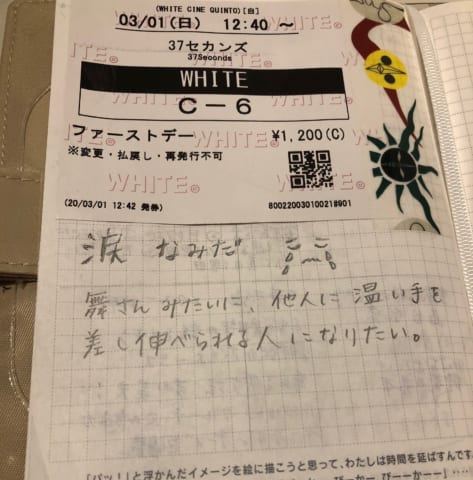 (WHITE CINE QUINTO)[自]
03/01(日) 12:40 ～
37セカンズ
37Seconds
WHITE
C－6
ファーストデー ¥1,200(C)
※変更・払戻し・再発行不可
WHITE®
(20/03/01 12:42 発券) 80022003010021#901
涙 なみだ
舞さんみたいに、他人に温い手を
差し伸べられる人になりたい。
「パッ！」と浮かんだイメージを絵に描こうと思って、わたしは時間を延ばすんです